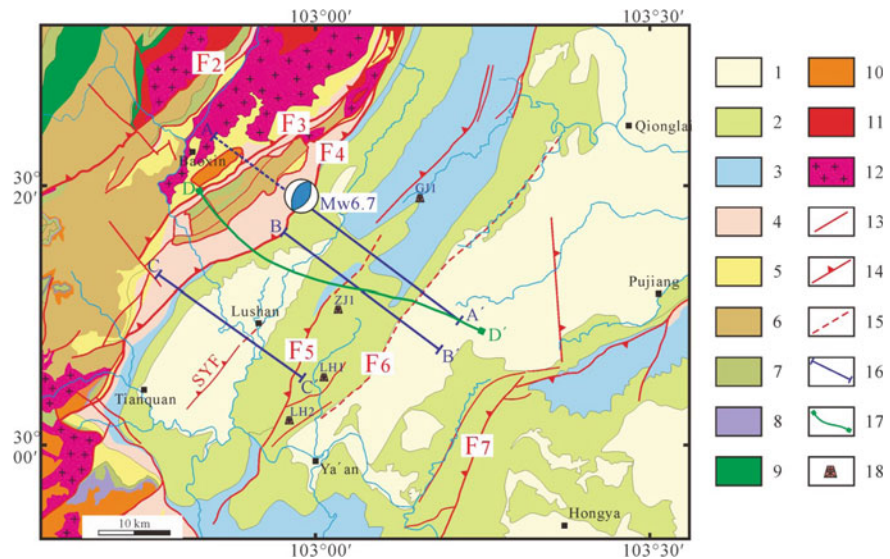 103°00′
103°30′
1
10
F2
F3
2
11
Qionglai
A
Baoxin
F4
30°
20′
D
GJ1
3
12
Mw6.7
B
4
13
C
Pujiang
5
14
Lushan
ZJ1
A′
D′
F5
6
15
B′
F6
SYF
LH1
C′
7
16
Tianquan
LH2
8
17
30°
00′
F7
Ya′an
9
18
Hongya
10 km
103°00′
103°30′